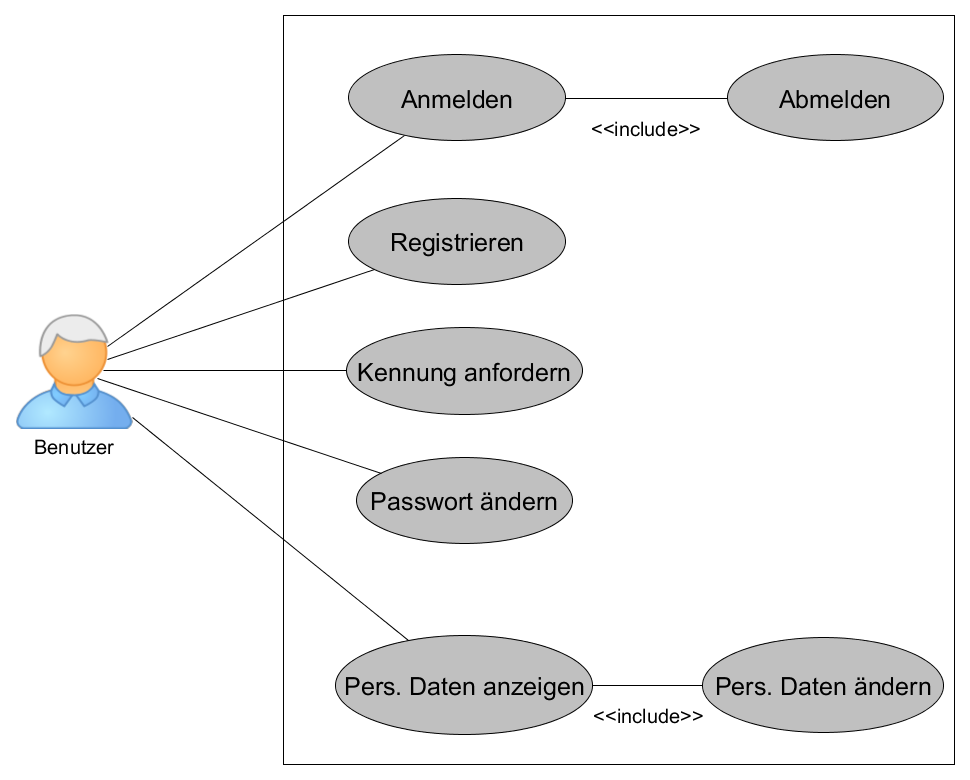 Anmelden
Abmelden
<<include>>
Registrieren
Kennung anfordern
Benutzer
Passwort ändern
Pers. Daten anzeigen
Pers. Daten ändern
<<include>>